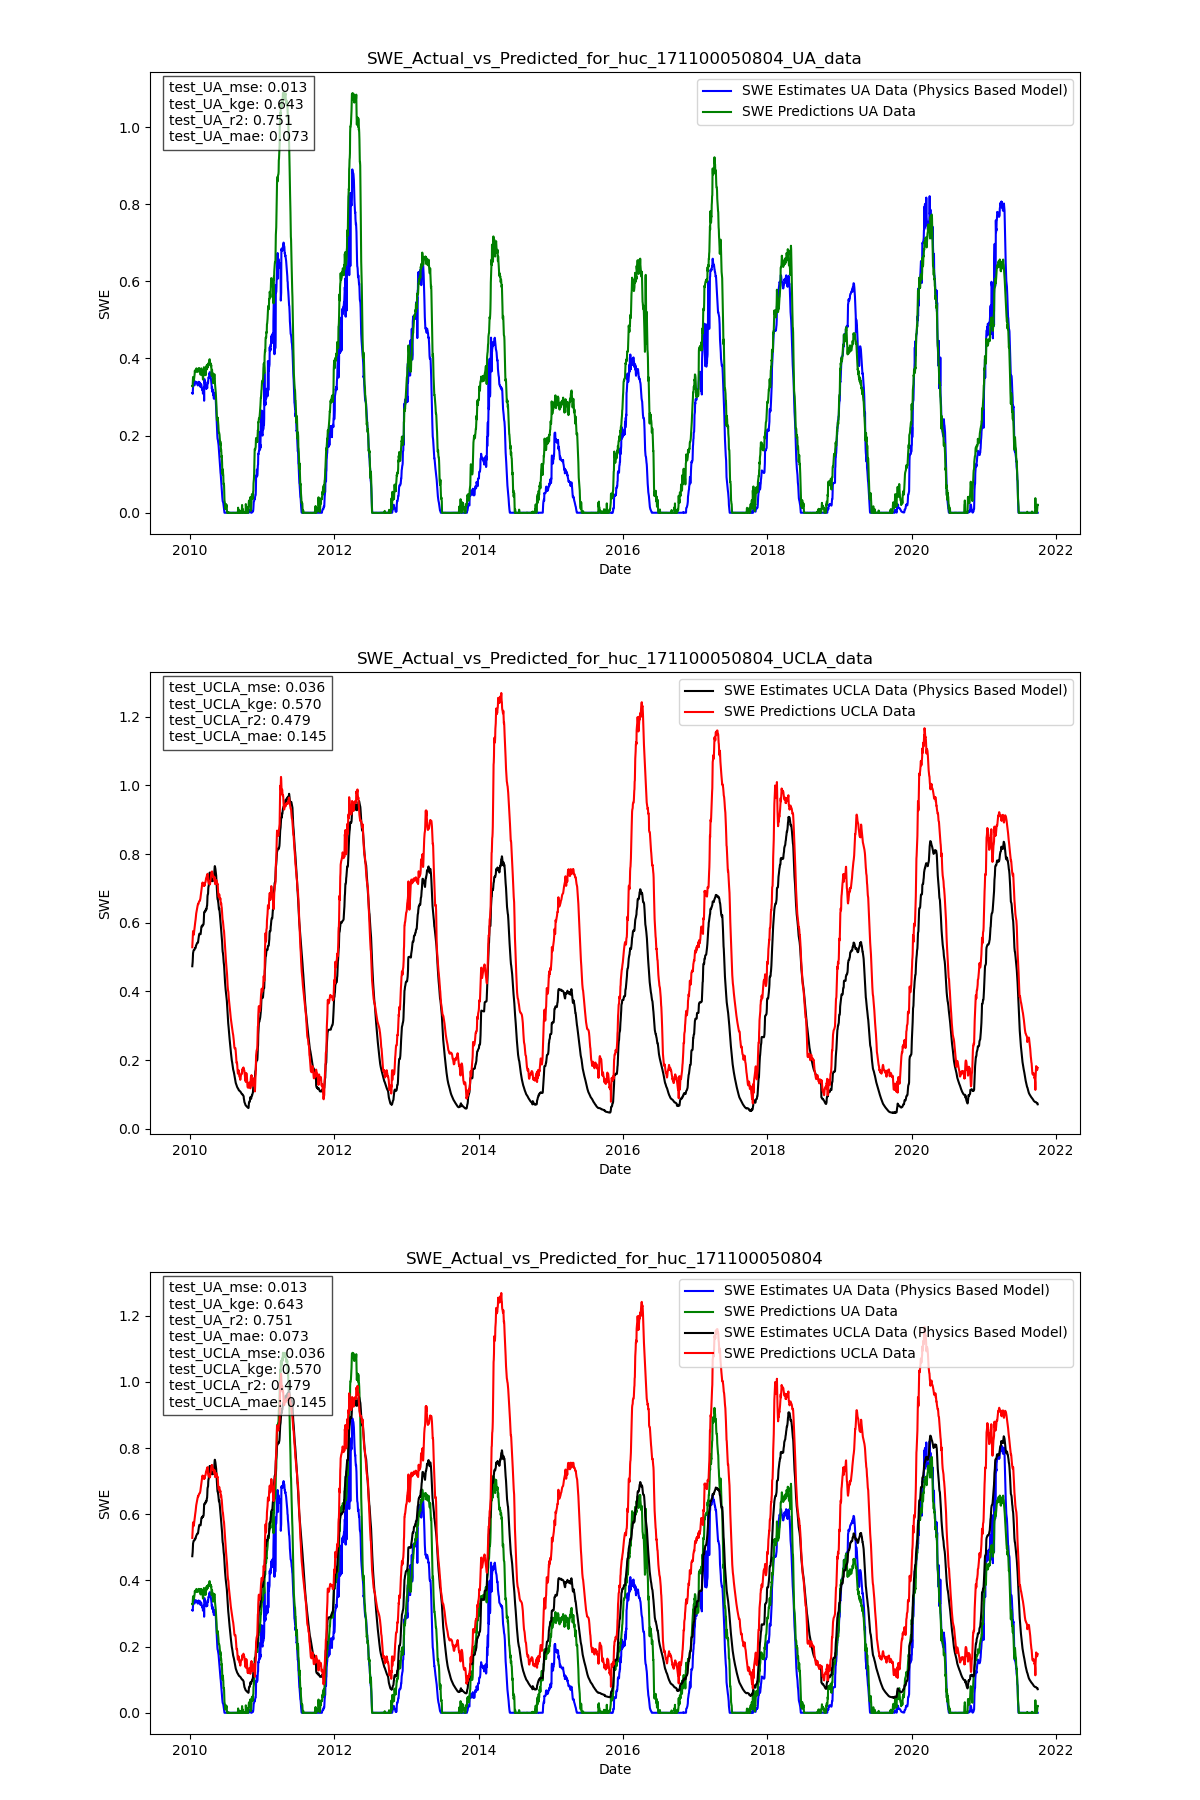 SWE_Actual_vs_Predicted_for_huc_171100050804_UA_data
test_UA_mse: 0.013
test_UA_kge: 0.643
test_UA_r2: 0.751
test_UA_mae: 0.073
SWE Estimates UA Data (Physics Based Model)
SWE Predictions UA Data
1.0
0.8
0.6
0.4
0.2
0.0
SWE
2010 2012 2014 2016 2018 2020 2022
Date
SWE_Actual_vs_Predicted_for_huc_171100050804_UCLA_data
test_UCLA_mse: 0.036
test_UCLA_kge: 0.570
test_UCLA_r2: 0.479
test_UCLA_mae: 0.145
SWE Estimates UCLA Data (Physics Based Model)
SWE Predictions UCLA Data
1.2
1.0
0.8
0.6
0.4
0.2
0.0
SWE
2010 2012 2014 2016 2018 2020 2022
Date
SWE_Actual_vs_Predicted_for_huc_171100050804
test_UA_mse: 0.013
test_UA_kge: 0.643
test_UA_r2: 0.751
test_UA_mae: 0.073
test_UCLA_mse: 0.036
test_UCLA_kge: 0.570
test_UCLA_r2: 0.479
test_UCLA_mae: 0.145
SWE Estimates UA Data (Physics Based Model)
SWE Predictions UA Data
SWE Estimates UCLA Data (Physics Based Model)
SWE Predictions UCLA Data
1.2
1.0
0.8
0.6
0.4
0.2
0.0
SWE
2010 2012 2014 2016 2018 2020 2022
Date